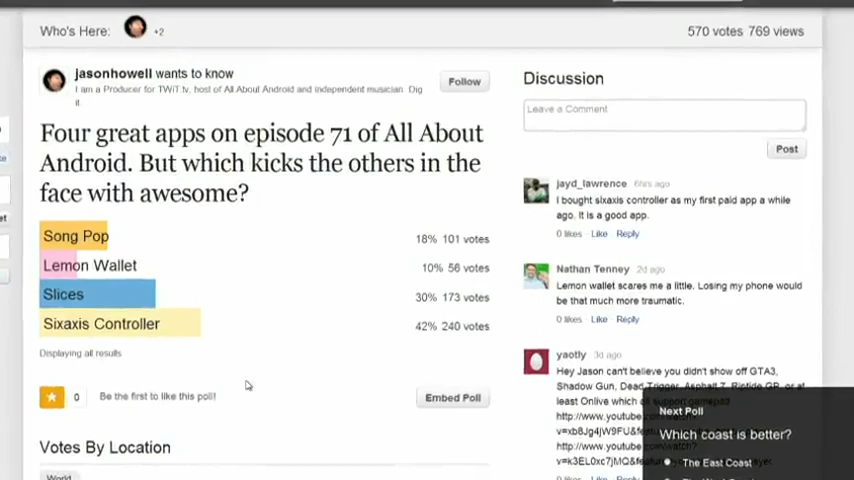 Who's Here: +2
570 votes 769 views
jasonhowell wants to know
I am a Producer for TWiT.tv, host of All About Android and independent musician. Dig
it.
Follow
Four great apps on episode 71 of All About
Android. But which kicks the others in the
face with awesome?
Song Pop 18% 101 votes
Lemon Wallet 10% 56 votes
Slices 30% 173 votes
Sixaxis Controller 42% 240 votes
Displaying all results
0 Be the first to like this poll!
Embed Poll
Votes By Location
World
Discussion
Leave a Comment
Post
jayd_lawrence 6hrs ago
I bought sixaxis controller as my first paid app a while
ago. It is a good app.
0 likes Like Reply
Nathan Tenney 2d ago
Lemon wallet scares me a little. Losing my phone would
be that much more traumatic.
0 likes Like Reply
yaotly 3d ago
Hey Jason can't believe you didn't show off GTA3,
Shadow Gun, Dead Trigger, Asphalt 7, Riptide GP, or at
least Onlive which all support gamepad
http://www.youtube.com/watch?
http://www.youtube
Next Poll
Which coast is better?
The East Coast